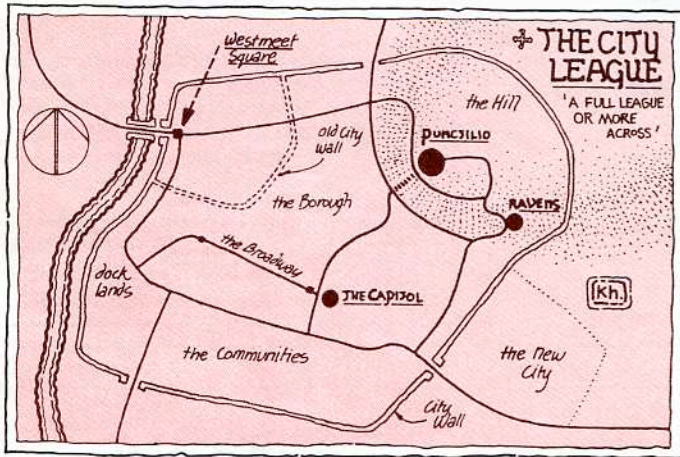 Westmeet
Square
THE CITY
LEAGUE
'A FULL LEAGUE
OR MORE
ACROSS'
the Hill
PUNCTILIO
Old City
Wall
the Borough
RAVENS
the Broadway
dock
lands
THE CAPITOL
Kh.
the Communities
the New
City
City
Wall